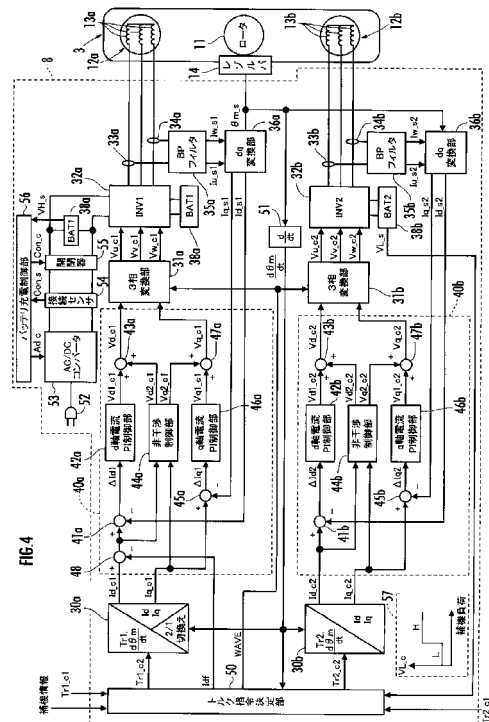 FIG.4
補機情報
Tr1_c1
Tr2_c1
トルク指令決定部
50
Tr1_c2
Tr2_c2
Idf
WAVE
30a
Tr1,
dθm
dt
Id
Iq
2/1
切換え
30b
Tr2,
dθm
dt
Id
Iq
57
VL_c
H
L
補機負荷
Id_c1
Iq_c1
48
41a
40a
ΔId1
42a
d軸電流
PI制御部
Vd1_c1
43a
Vd_c1
44a
非干渉
制御部
Vd2_c1
Vq2_c1
45a
ΔIq1
q軸電流
PI制御部
46a
Vq1_c1
47a
Vq_c1
3相
変換部
31a
Vu_c1
Vv_c1
Vw_c1
32a
INV1
BAT1
38a
33a
34a
BP
フィルタ
35a
Iu_s1
Iw_s1
dq
変換部
36a
Id_s1
Iq_s1
θm_s
52
53
AC/DC
コンバータ
54
接続センサ
55
開閉器
BAT1
38a
56
バッテリ充電制御部
Ad_c
Con_s
Con_c
VH_s
8
13a
3
12a
11
ロータ
14
レゾルバ
13b
12b
51
d
dt
dθm
dt
Id_c2
Iq_c2
41b
40b
ΔId2
42b
d軸電流
PI制御部
Vd1_c2
43b
Vd_c2
44b
非干渉
制御部
Vd2_c2
Vq2_c2
45b
ΔIq2
q軸電流
PI制御部
46b
Vq1_c2
47b
Vq_c2
3相
変換部
31b
Vu_c2
Vv_c2
Vw_c2
32b
INV2
BAT2
38b
VL_s
33b
34b
BP
フィルタ
35b
Iu_s2
Iw_s2
dq
変換部
36b
Id_s2
Iq_s2